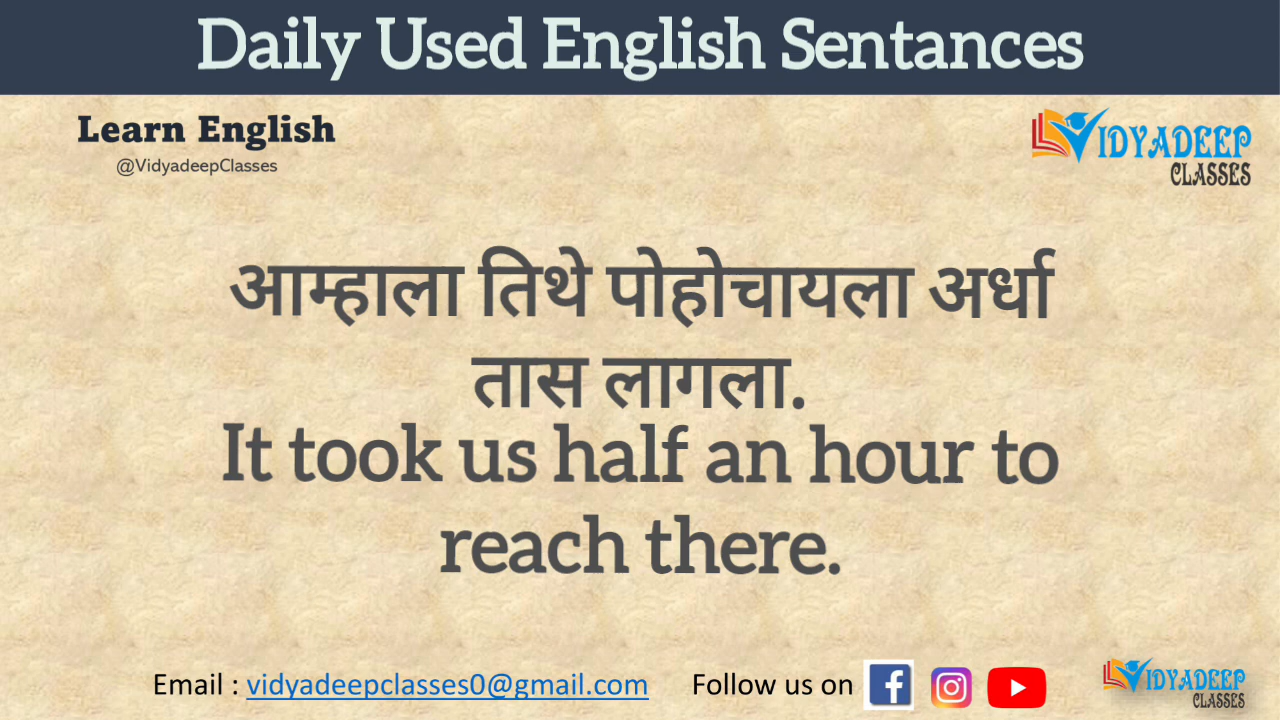 Daily Used English Sentances
Learn English
@VidyadeepClasses
VIDYADEEP
CLASSES
आम्हाला तिथे पोहोचायला अर्धा
तास लागला.
It took us half an hour to
reach there.
Email : vidyadeepclasses0@gmail.com Follow us on
VIDYADEEP
CLASSES